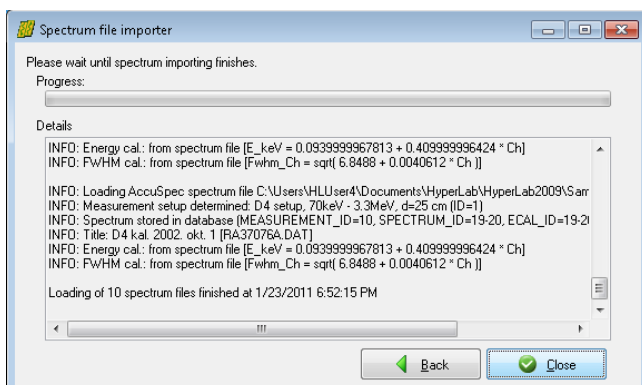 Spectrum file importer
Please wait until spectrum importing finishes.
Progress:
Details
INFO: Energy cal.: from spectrum file [E_keV = 0.0939999967813 + 0.409999996424 * Ch]
INFO: FWHM cal.: from spectrum file [Fwhm_Ch = sqrt( 6.8488 + 0.0040612 * Ch )]
INFO: Loading AccuSpec spectrum file C:\Users\HLUser4\Documents\HyperLab\HyperLab2009\Sam
INFO: Measurement setup determined: D4 setup, 70keV - 3.3MeV, d=25 cm (ID=1)
INFO: Spectrum stored in database (MEASUREMENT_ID=10, SPECTRUM_ID=19-20, ECAL_ID=19-20
INFO: Title: D4 kal. 2002. okt. 1 [RA37076A.DAT]
INFO: Energy cal.: from spectrum file [E_keV = 0.0939999967813 + 0.409999996424 * Ch]
INFO: FWHM cal.: from spectrum file [Fwhm_Ch = sqrt( 6.8488 + 0.0040612 * Ch )]
Loading of 10 spectrum files finished at 1/23/2011 6:52:15 PM
Back
Close